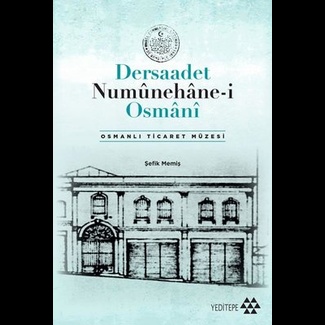 Dersaadet
Numûnehâne-i
Osmânî
OSMANLI TİCARET MÜZESİ
Şefik Memiş
YEDİTEPE